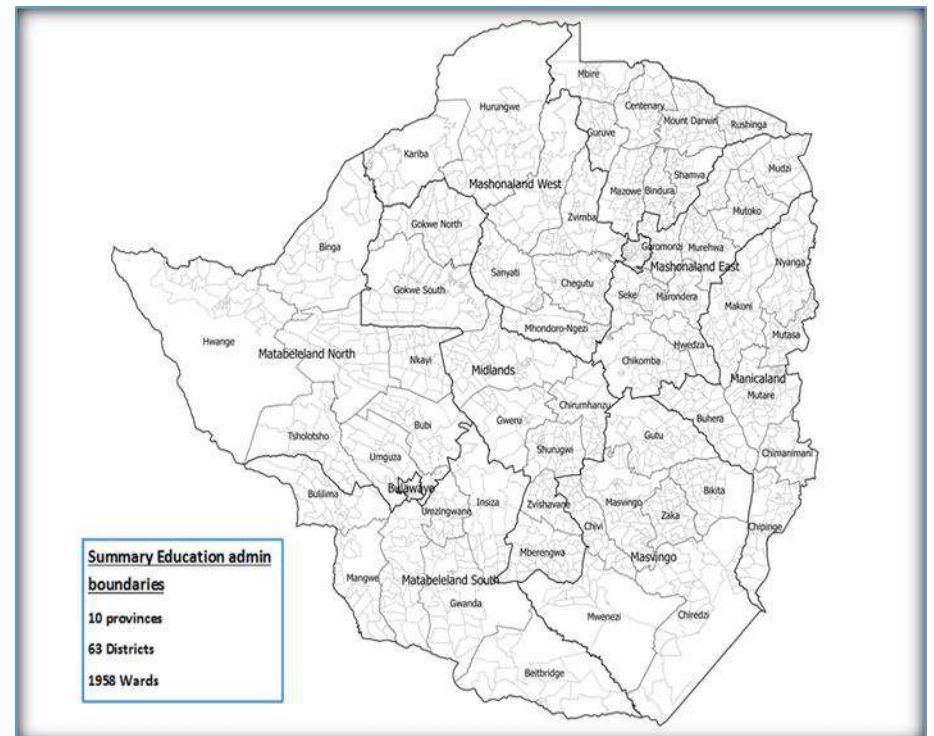 Mbire
Hurungwe
Centenary
Mount Darwin
Rushinga
Guruve
Kariba
Mudzi
Shamva
Mashonaland West
Mazowe
Bindura
Zvimba
Mutoko
Gokwe North
Binga
Goromonzi
Murehwa
Nyanga
Mashonaland East
Sanyati
Chegutu
Gokwe South
Seke
Marondera
Makoni
Mhondoro-Ngezi
Mutasa
Hwange
Hwedza
Matabeleland North
Nkayi
Chikomba
Midlands
Manicaland
Mutare
Chirumhanzu
Buhera
Gweru
Bubi
Tsholotsho
Gutu
Shurugwi
Chimanimani
Umguza
Bulilima
Bulawayo
Bikita
Insiza
Zvishavane
Masvingo
Umzingwane
Zaka
Chivi
Chipinge
Mberengwa
Masvingo
Mangwe
Matabeleland South
Gwanda
Mwenezi
Chiredzi
Beitbridge
Summary Education admin
boundaries
10 provinces
63 Districts
1958 Wards